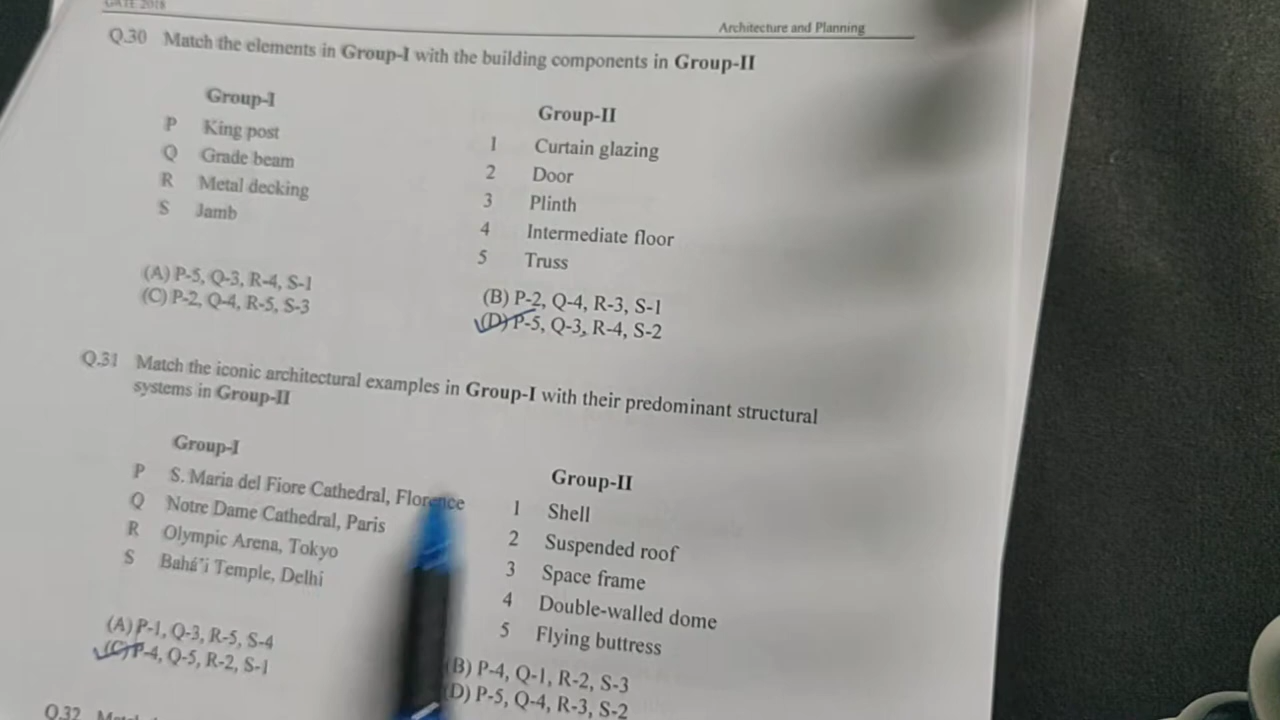 GATE 2018
Architecture and Planning
Q.30 Match the elements in Group-I with the building components in Group-II
Group-I
P King post
Q Grade beam
R Metal decking
S Jamb
Group-II
1 Curtain glazing
2 Door
3 Plinth
4 Intermediate floor
5 Truss
(A) P-5, Q-3, R-4, S-1
(B) P-2, Q-4, R-3, S-1
(C) P-2, Q-4, R-5, S-3
(D) P-5, Q-3, R-4, S-2
Q.31 Match the iconic architectural examples in Group-I with their predominant structural
systems in Group-II
Group-I
P S. Maria del Fiore Cathedral, Florence
Q Notre Dame Cathedral, Paris
R Olympic Arena, Tokyo
S Bahá'i Temple, Delhi
Group-II
1 Shell
2 Suspended roof
3 Space frame
4 Double-walled dome
5 Flying buttress
(A) P-1, Q-3, R-5, S-4
(B) P-4, Q-1, R-2, S-3
(C) P-4, Q-5, R-2, S-1
(D) P-5, Q-4, R-3, S-2
Q.32